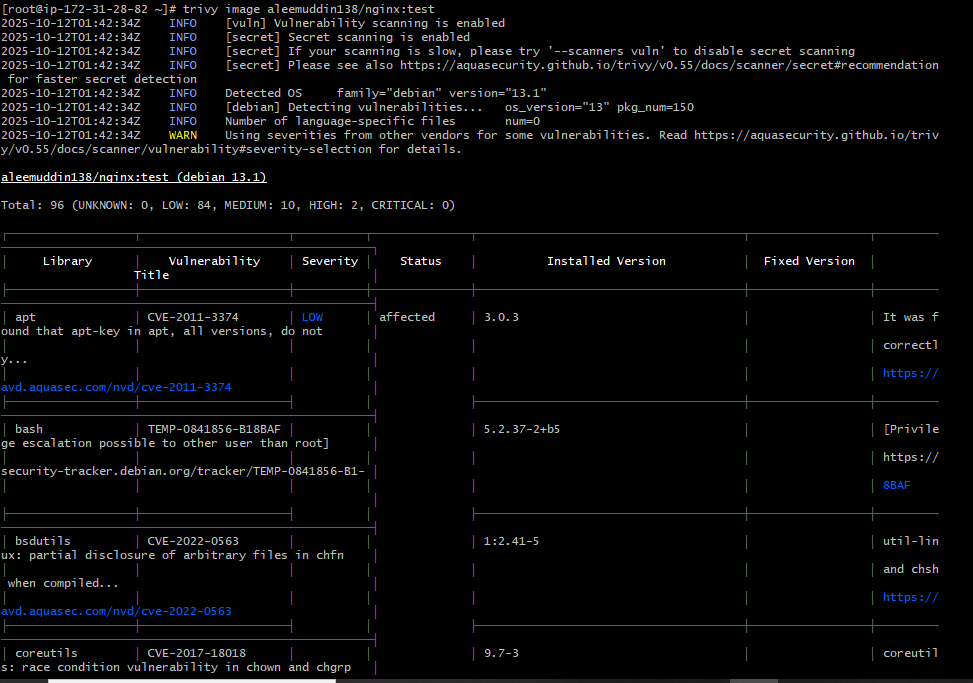 [root@ip-172-31-28-82 ~]# trivy image aleemuddin138/nginx:test
2025-10-12T01:42:34Z INFO [vuln] Vulnerability scanning is enabled
2025-10-12T01:42:34Z INFO [secret] Secret scanning is enabled
2025-10-12T01:42:34Z INFO [secret] If your scanning is slow, please try '--scanners vuln' to disable secret scanning
2025-10-12T01:42:34Z INFO [secret] Please see also https://aquasecurity.github.io/trivy/v0.55/docs/scanner/secret#recommendation
for faster secret detection
2025-10-12T01:42:34Z INFO Detected OS family="debian" version="13.1"
2025-10-12T01:42:34Z INFO [debian] Detecting vulnerabilities... os_version="13" pkg_num=150
2025-10-12T01:42:34Z INFO Number of language-specific files num=0
2025-10-12T01:42:34Z WARN Using severities from other vendors for some vulnerabilities. Read https://aquasecurity.github.io/triv
y/v0.55/docs/scanner/vulnerability#severity-selection for details.
aleemuddin138/nginx:test (debian 13.1)
Total: 96 (UNKNOWN: 0, LOW: 84, MEDIUM: 10, HIGH: 2, CRITICAL: 0)
Library Vulnerability Severity Status Installed Version Fixed Version
Title
apt CVE-2011-3374 LOW affected 3.0.3 It was f
ound that apt-key in apt, all versions, do not
correctl
y...
https://
avd.aquasec.com/nvd/cve-2011-3374
bash TEMP-0841856-B18BAF 5.2.37-2+b5 [Privile
ge escalation possible to other user than root]
https://
security-tracker.debian.org/tracker/TEMP-0841856-B1-
8BAF
bsdutils CVE-2022-0563 1:2.41-5 util-lin
ux: partial disclosure of arbitrary files in chfn
and chsh
when compiled...
https://
avd.aquasec.com/nvd/cve-2022-0563
coreutils CVE-2017-18018 9.7-3 coreutil
s: race condition vulnerability in chown and chgrp